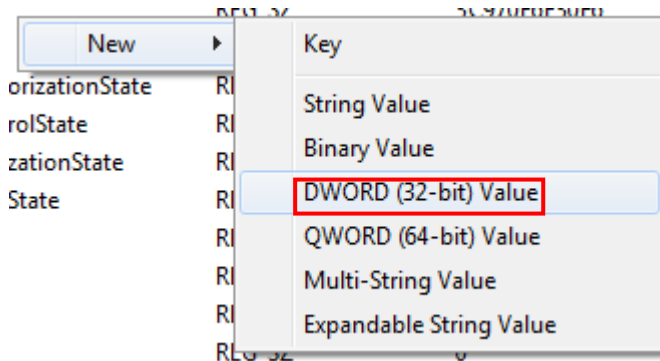 New
Key
orizationState
String Value
rolState
Binary Value
zationState
DWORD (32-bit) Value
State
QWORD (64-bit) Value
Multi-String Value
Expandable String Value
REG_SZ